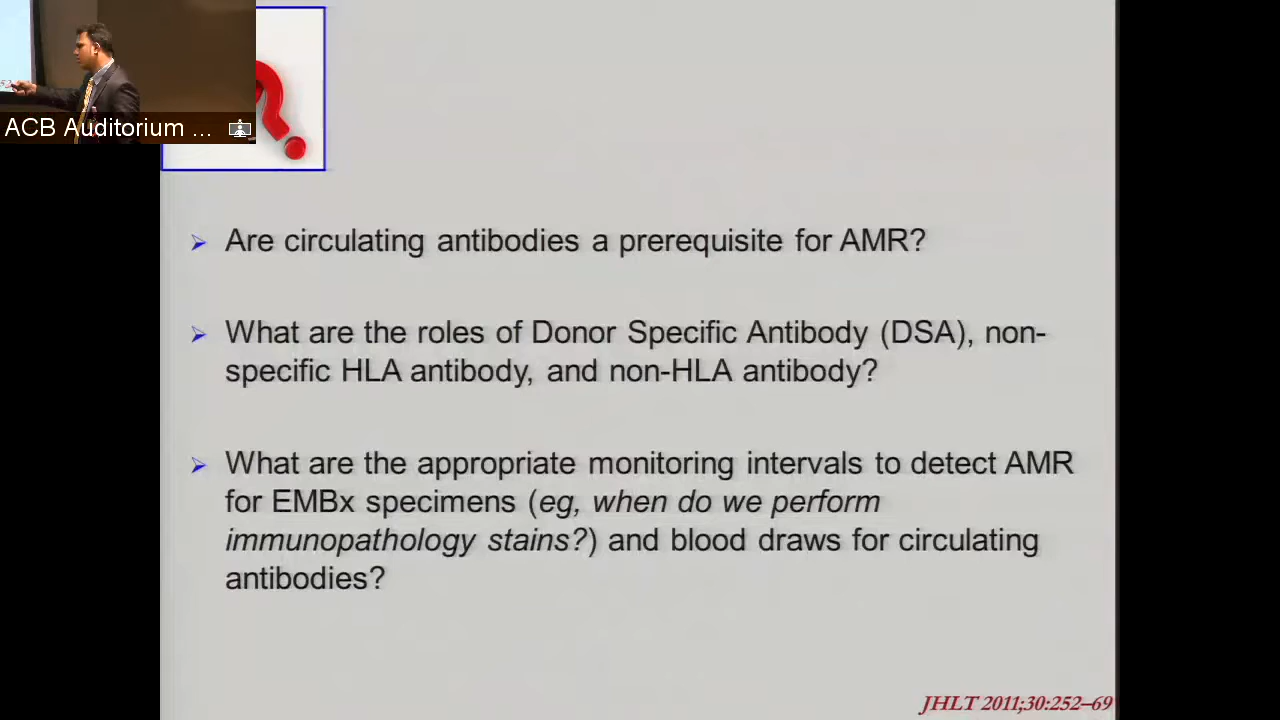 ACB Auditorium ...
Are circulating antibodies a prerequisite for AMR?
What are the roles of Donor Specific Antibody (DSA), non-
specific HLA antibody, and non-HLA antibody?
What are the appropriate monitoring intervals to detect AMR
for EMBx specimens (eg, when do we perform
immunopathology stains?) and blood draws for circulating
antibodies?
JHLT 2011;30:252–69